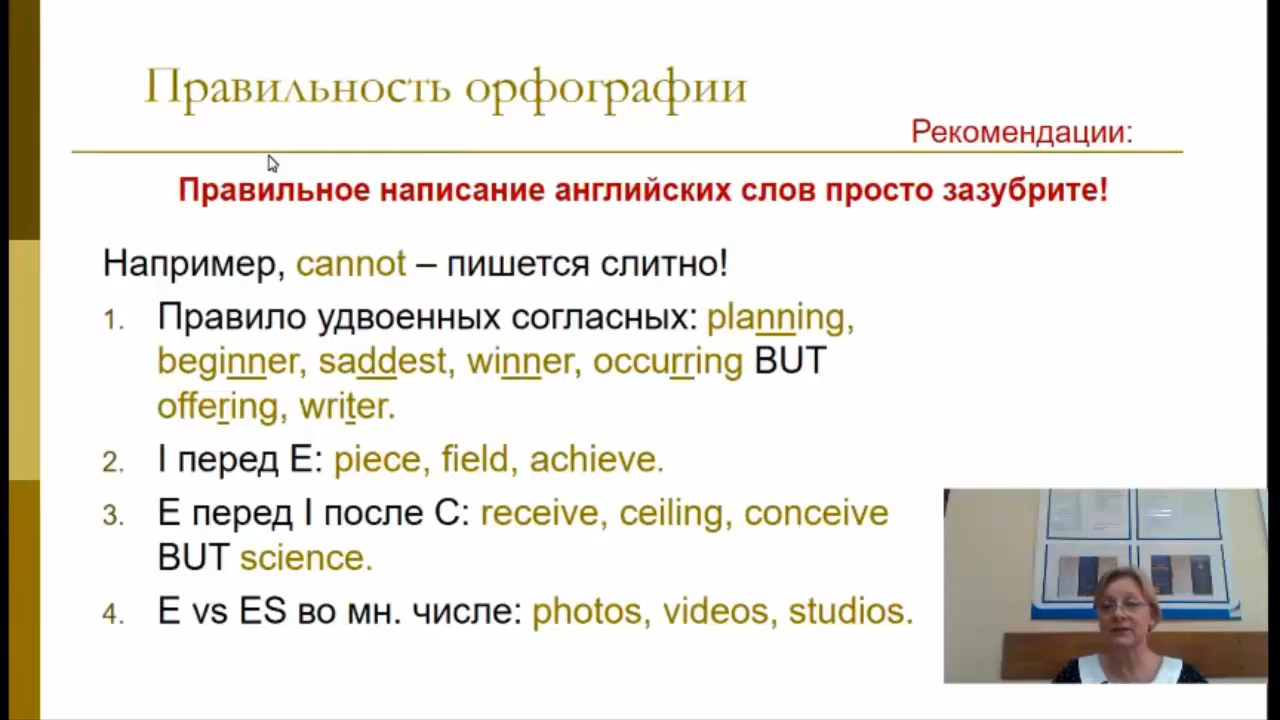 Правильность орфографии
Рекомендации:
Правильное написание английских слов просто зазубрите!
Например, cannot – пишется слитно!
1. Правило удвоенных согласных: planning,
beginner, saddest, winner, occurring BUT
offering, writer.
2. I перед E: piece, field, achieve.
3. E перед I после C: receive, ceiling, conceive
BUT science.
4. E vs ES во мн. числе: photos, videos, studios.